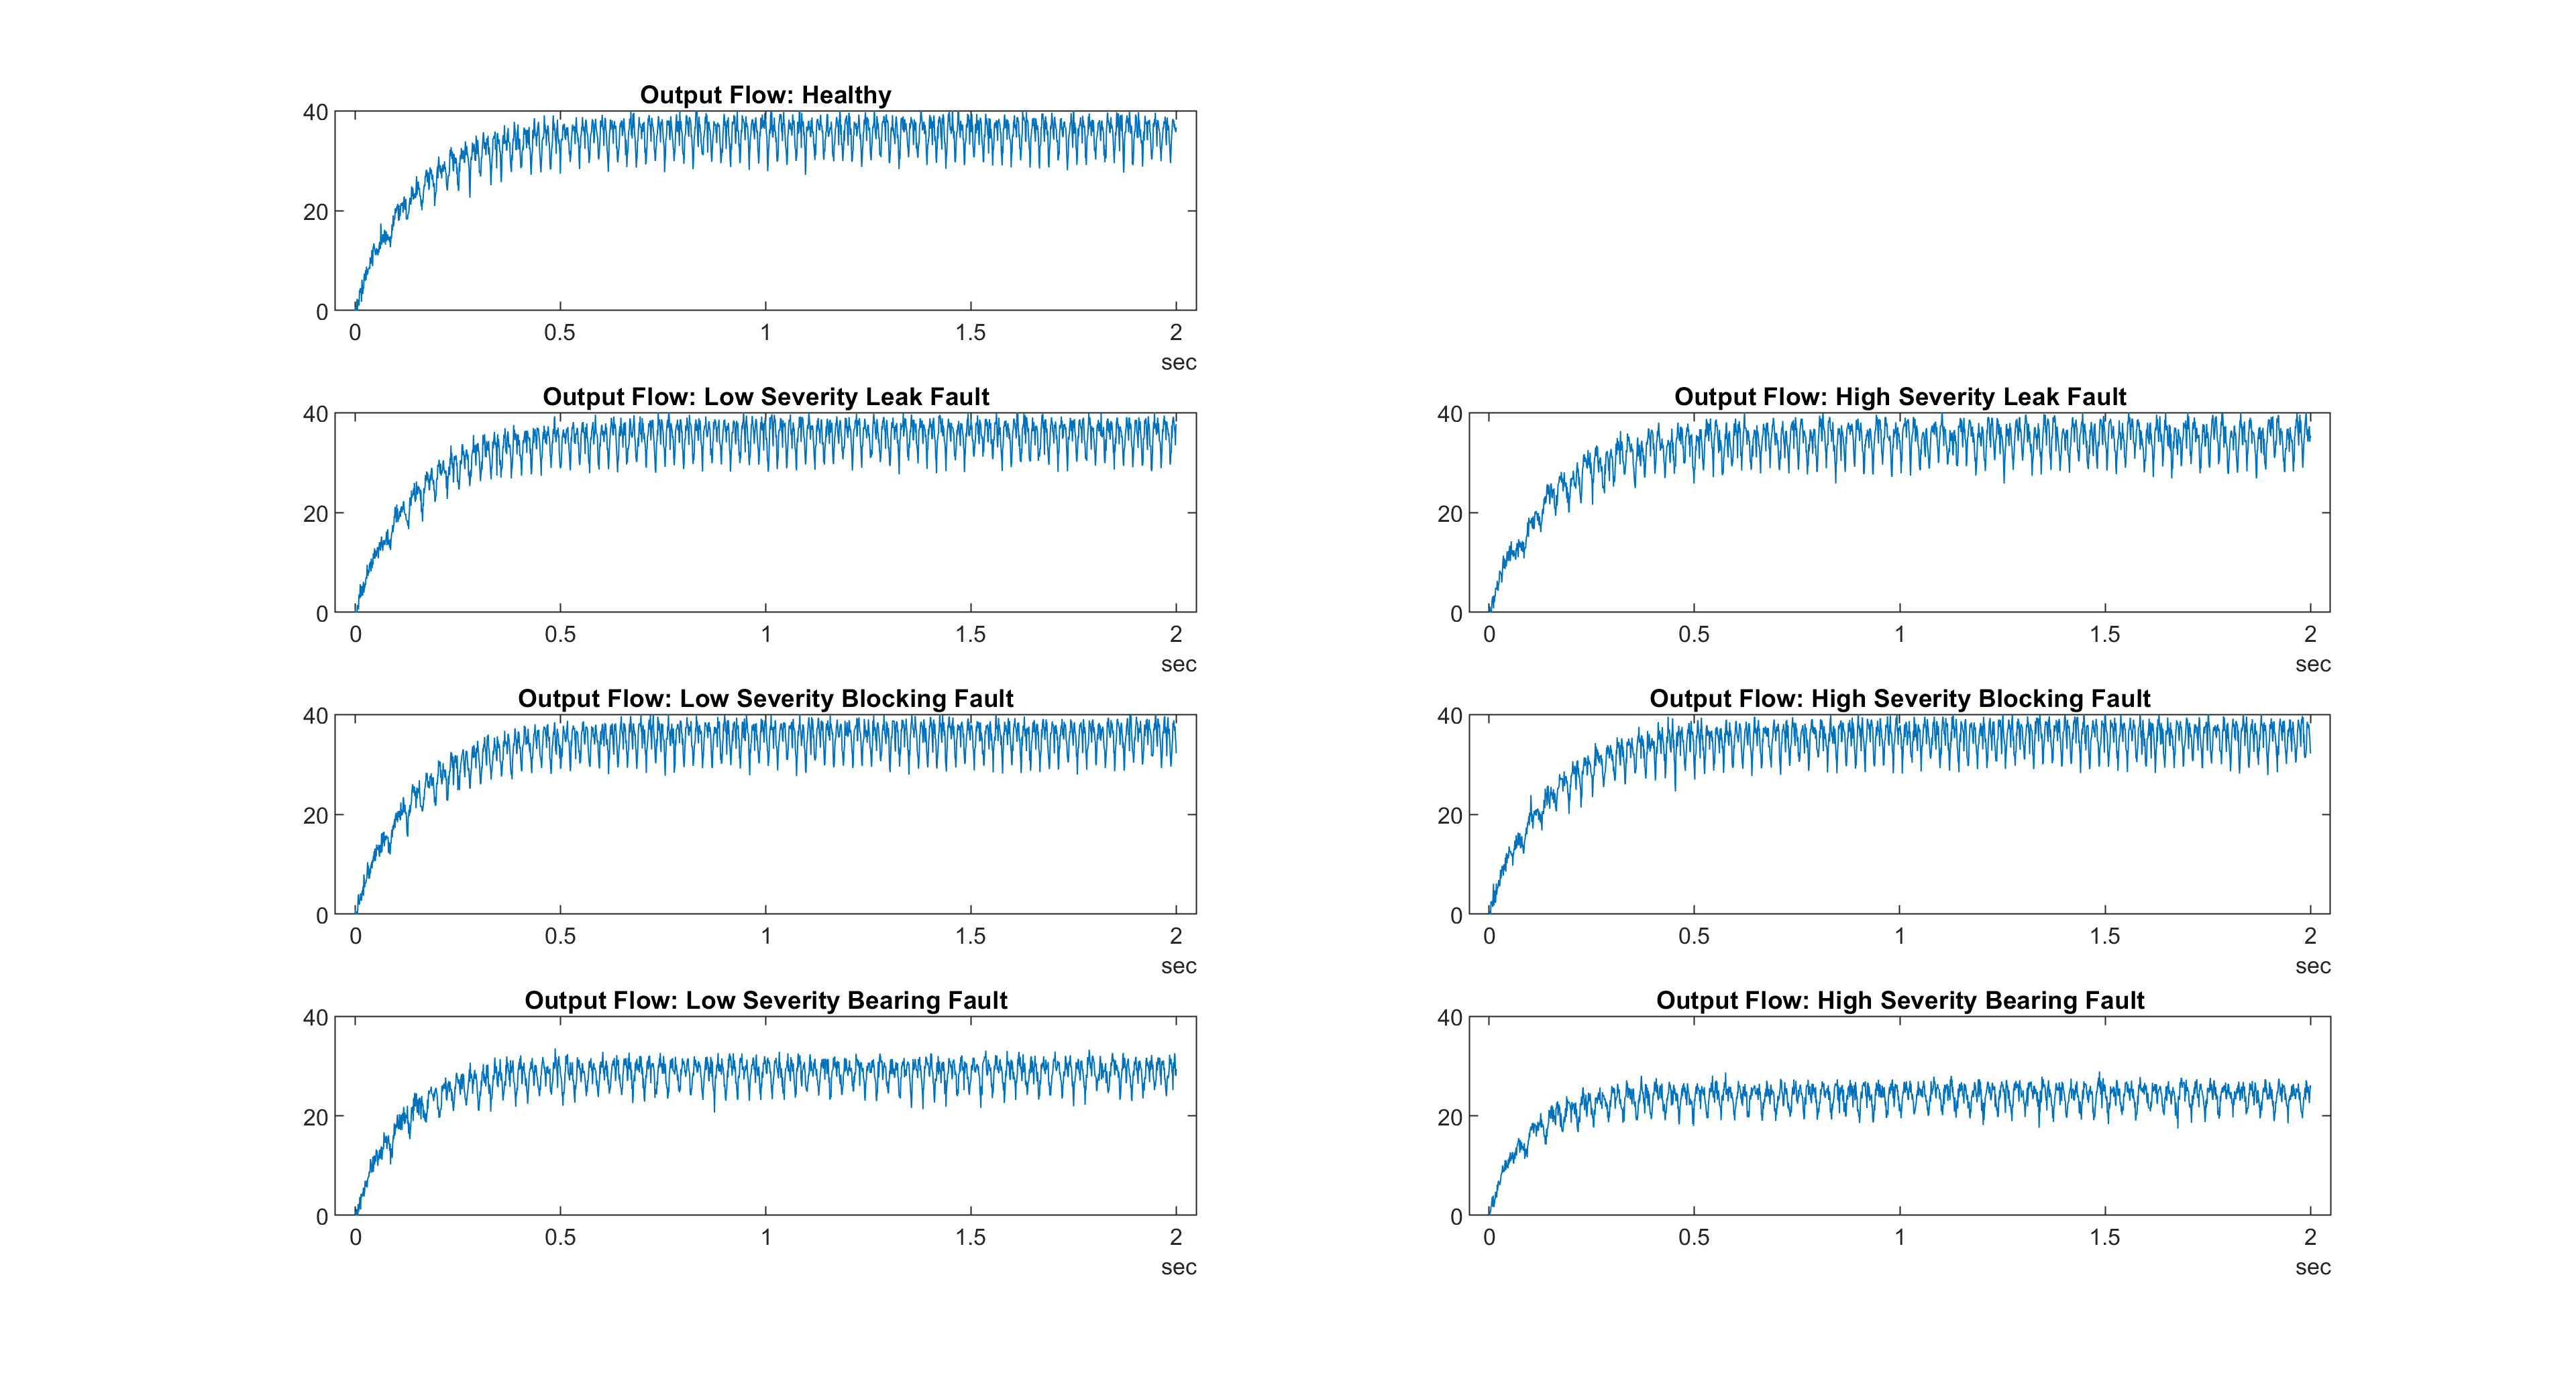 Output Flow: Healthy
40
20
0
0 0.5 1 1.5 2
sec
Output Flow: Low Severity Leak Fault
40
20
0
0 0.5 1 1.5 2
sec
Output Flow: High Severity Leak Fault
40
20
0
0 0.5 1 1.5 2
sec
Output Flow: Low Severity Blocking Fault
40
20
0
0 0.5 1 1.5 2
sec
Output Flow: High Severity Blocking Fault
40
20
0
0 0.5 1 1.5 2
sec
Output Flow: Low Severity Bearing Fault
40
20
0
0 0.5 1 1.5 2
sec
Output Flow: High Severity Bearing Fault
40
20
0
0 0.5 1 1.5 2
sec